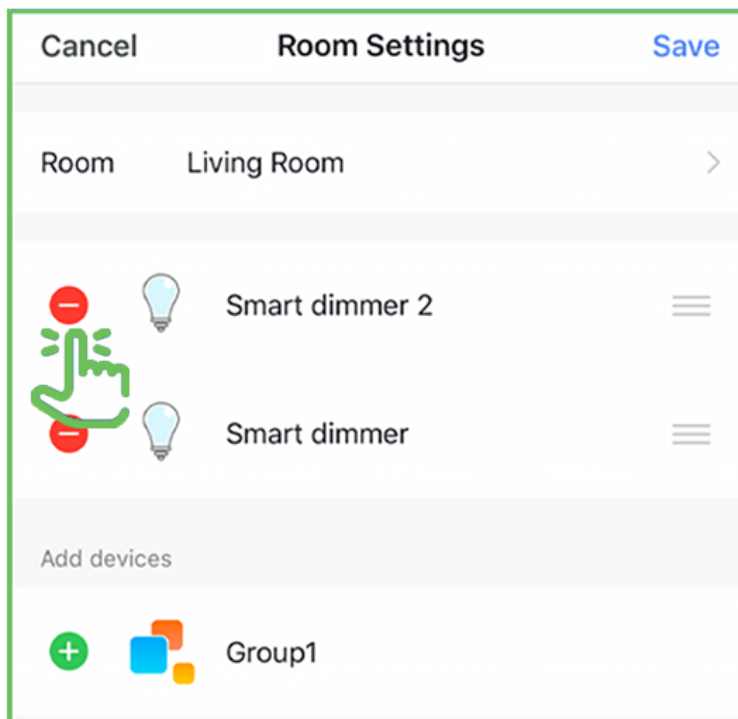 Cancel Room Settings Save
Room Living Room
Smart dimmer 2
Smart dimmer
Add devices
Group1